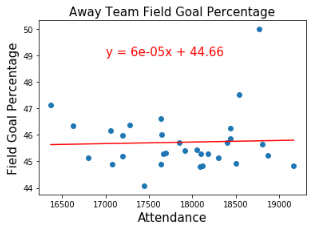 Away Team Field Goal Percentage
50
49
48
47
46
45
44
Field Goal Percentage
y = 6e-05x + 44.66
16500 17000 17500 18000 18500 19000
Attendance